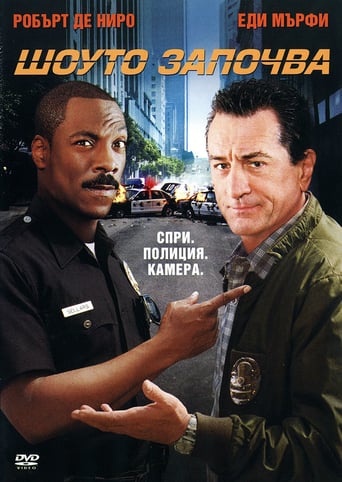 РОБЪРТ ДЕ НИРО
ЕДИ МЪРФИ
ШОУТО ЗАПОЧВА
СПРИ.
ПОЛИЦИЯ.
КАМЕРА.
SELLARS
DVD
VIDEO